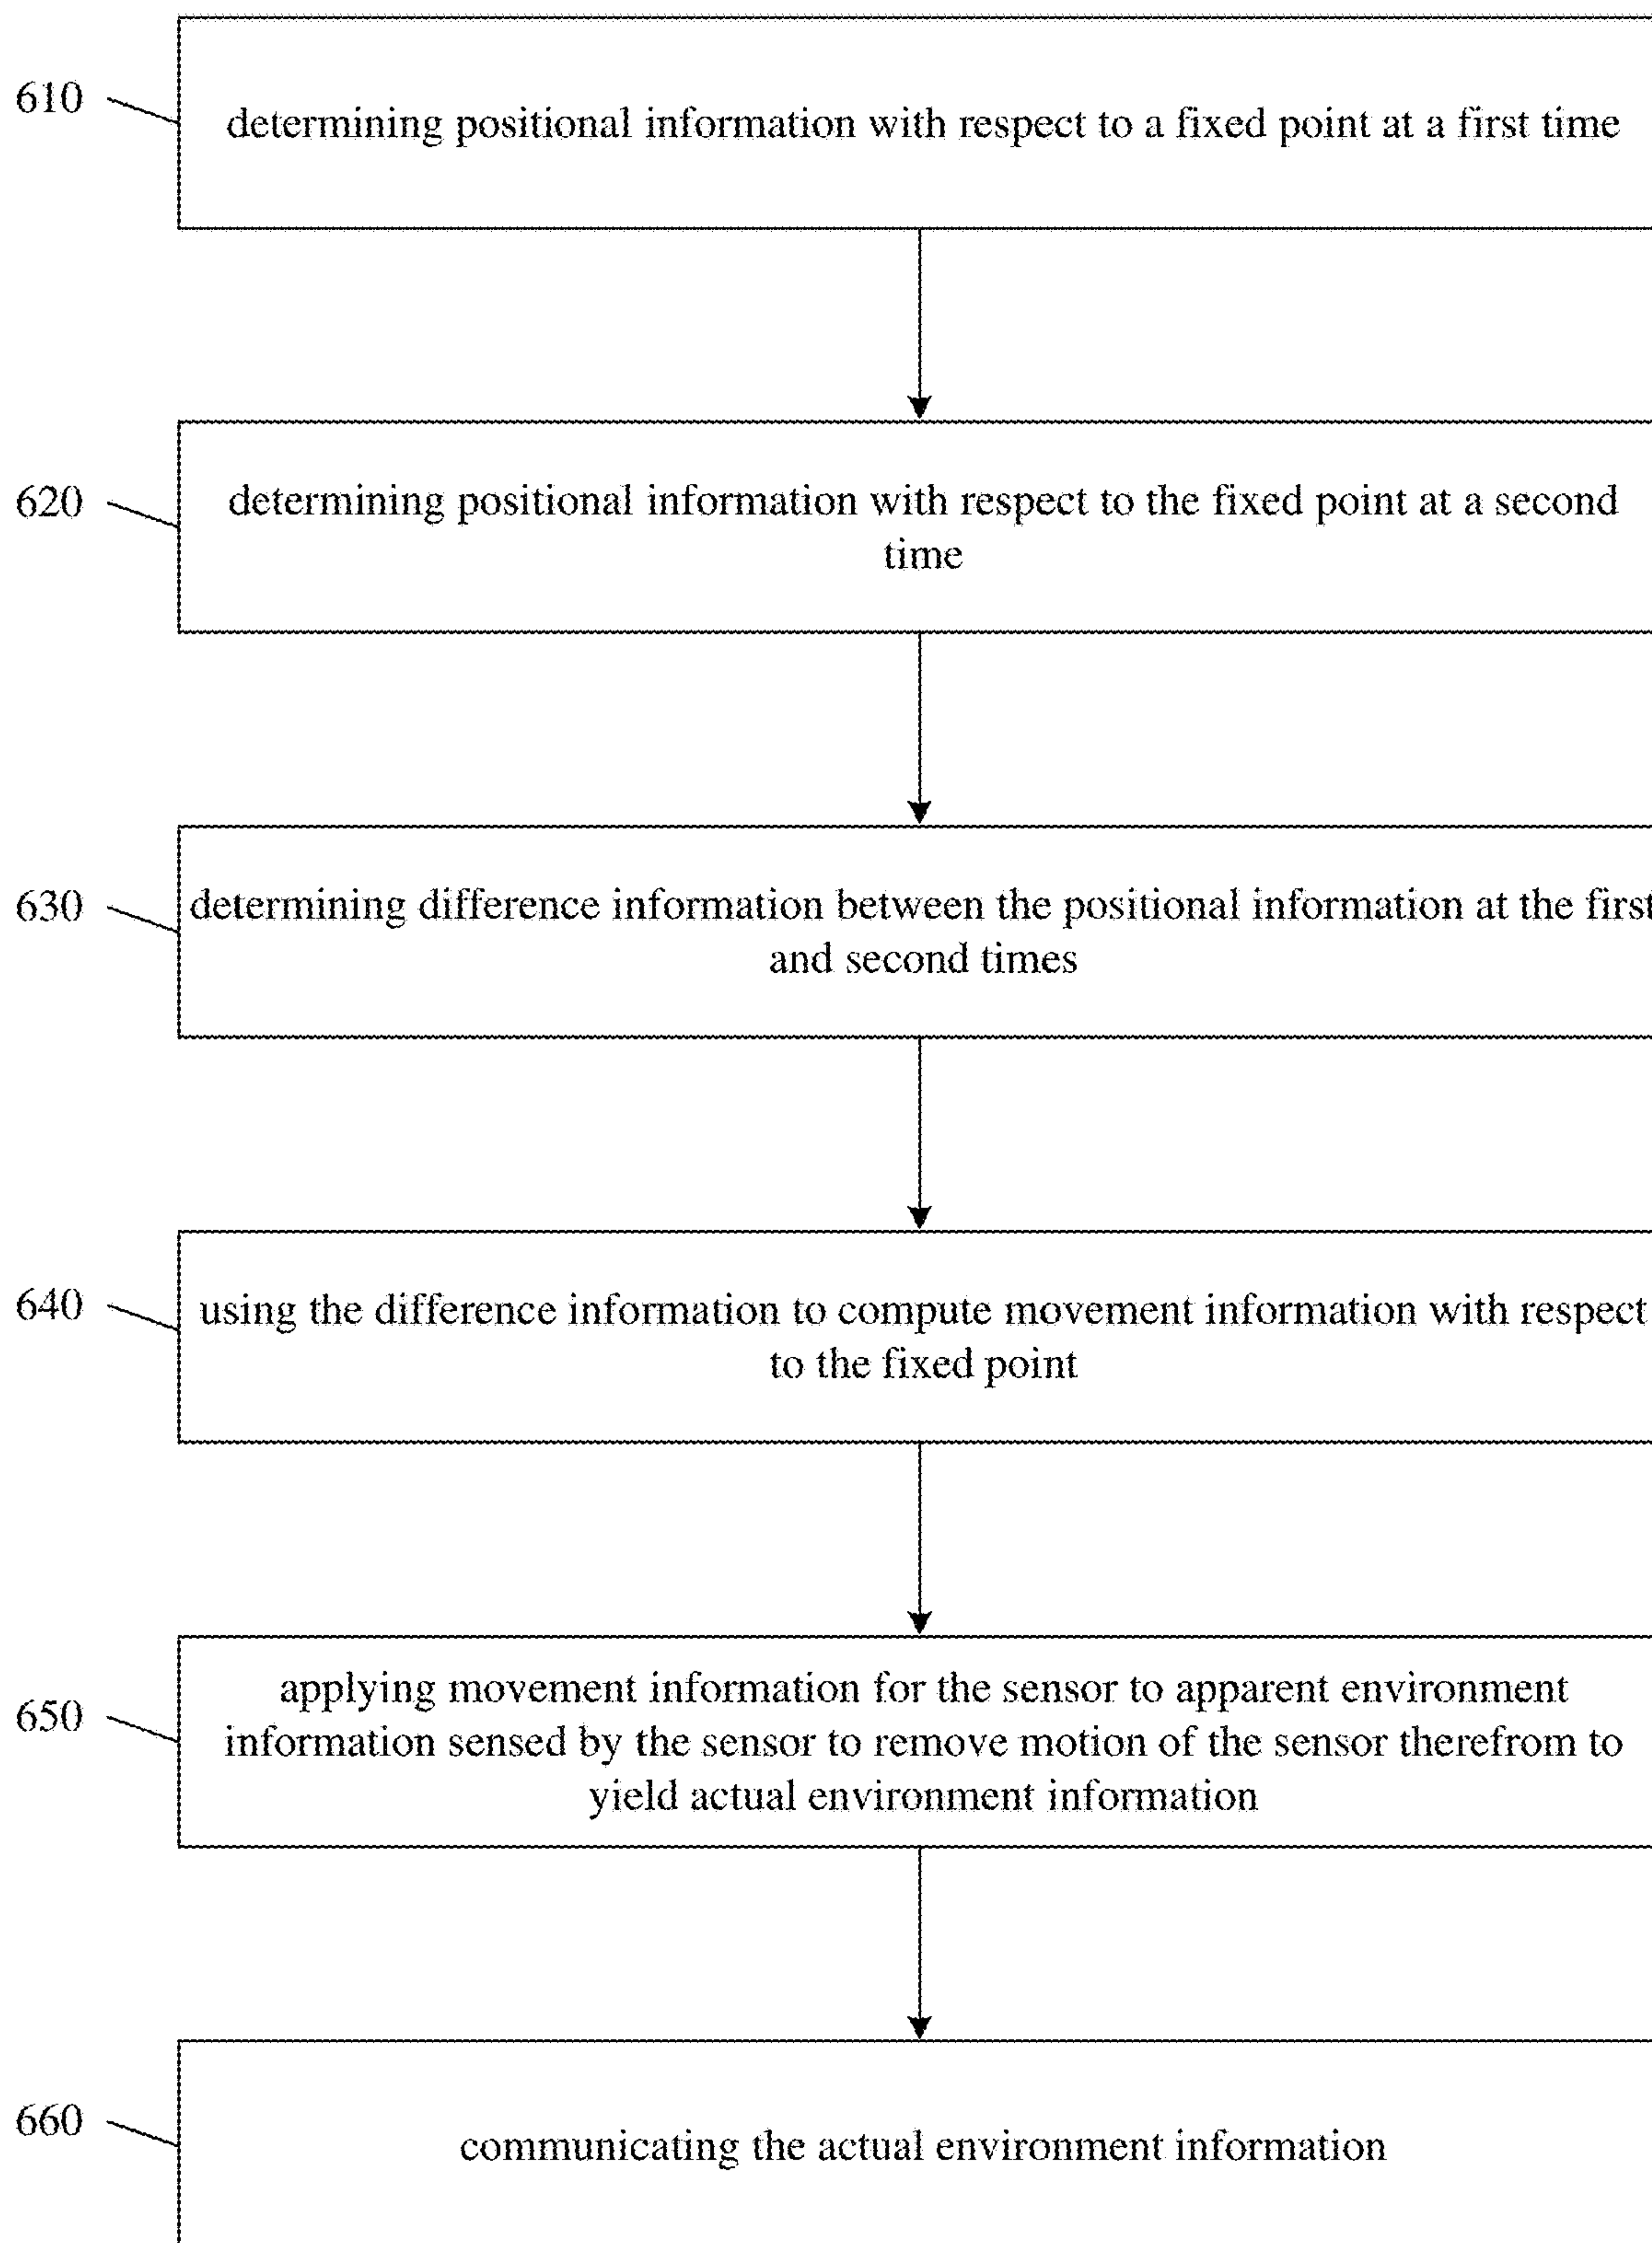 610
determining positional information with respect to a fixed point at a first time
620
determining positional information with respect to the fixed point at a second
time
630
determining difference information between the positional information at the first
and second times
640
using the difference information to compute movement information with respect
to the fixed point
650
applying movement information for the sensor to apparent environment
information sensed by the sensor to remove motion of the sensor therefrom to
yield actual environment information
660
communicating the actual environment information